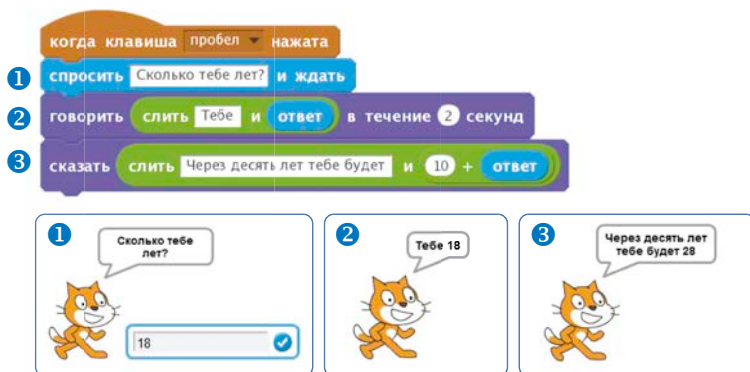 когда клавиша пробел нажата
1 спросить Сколько тебе лет? и ждать
2 говорить слить Тебе и ответ в течение 2 секунд
3 сказать слить Через десять лет тебе будет и 10 + ответ
1
Сколько тебе
лет?
18
2
Тебе 18
3
Через десять лет
тебе будет 28